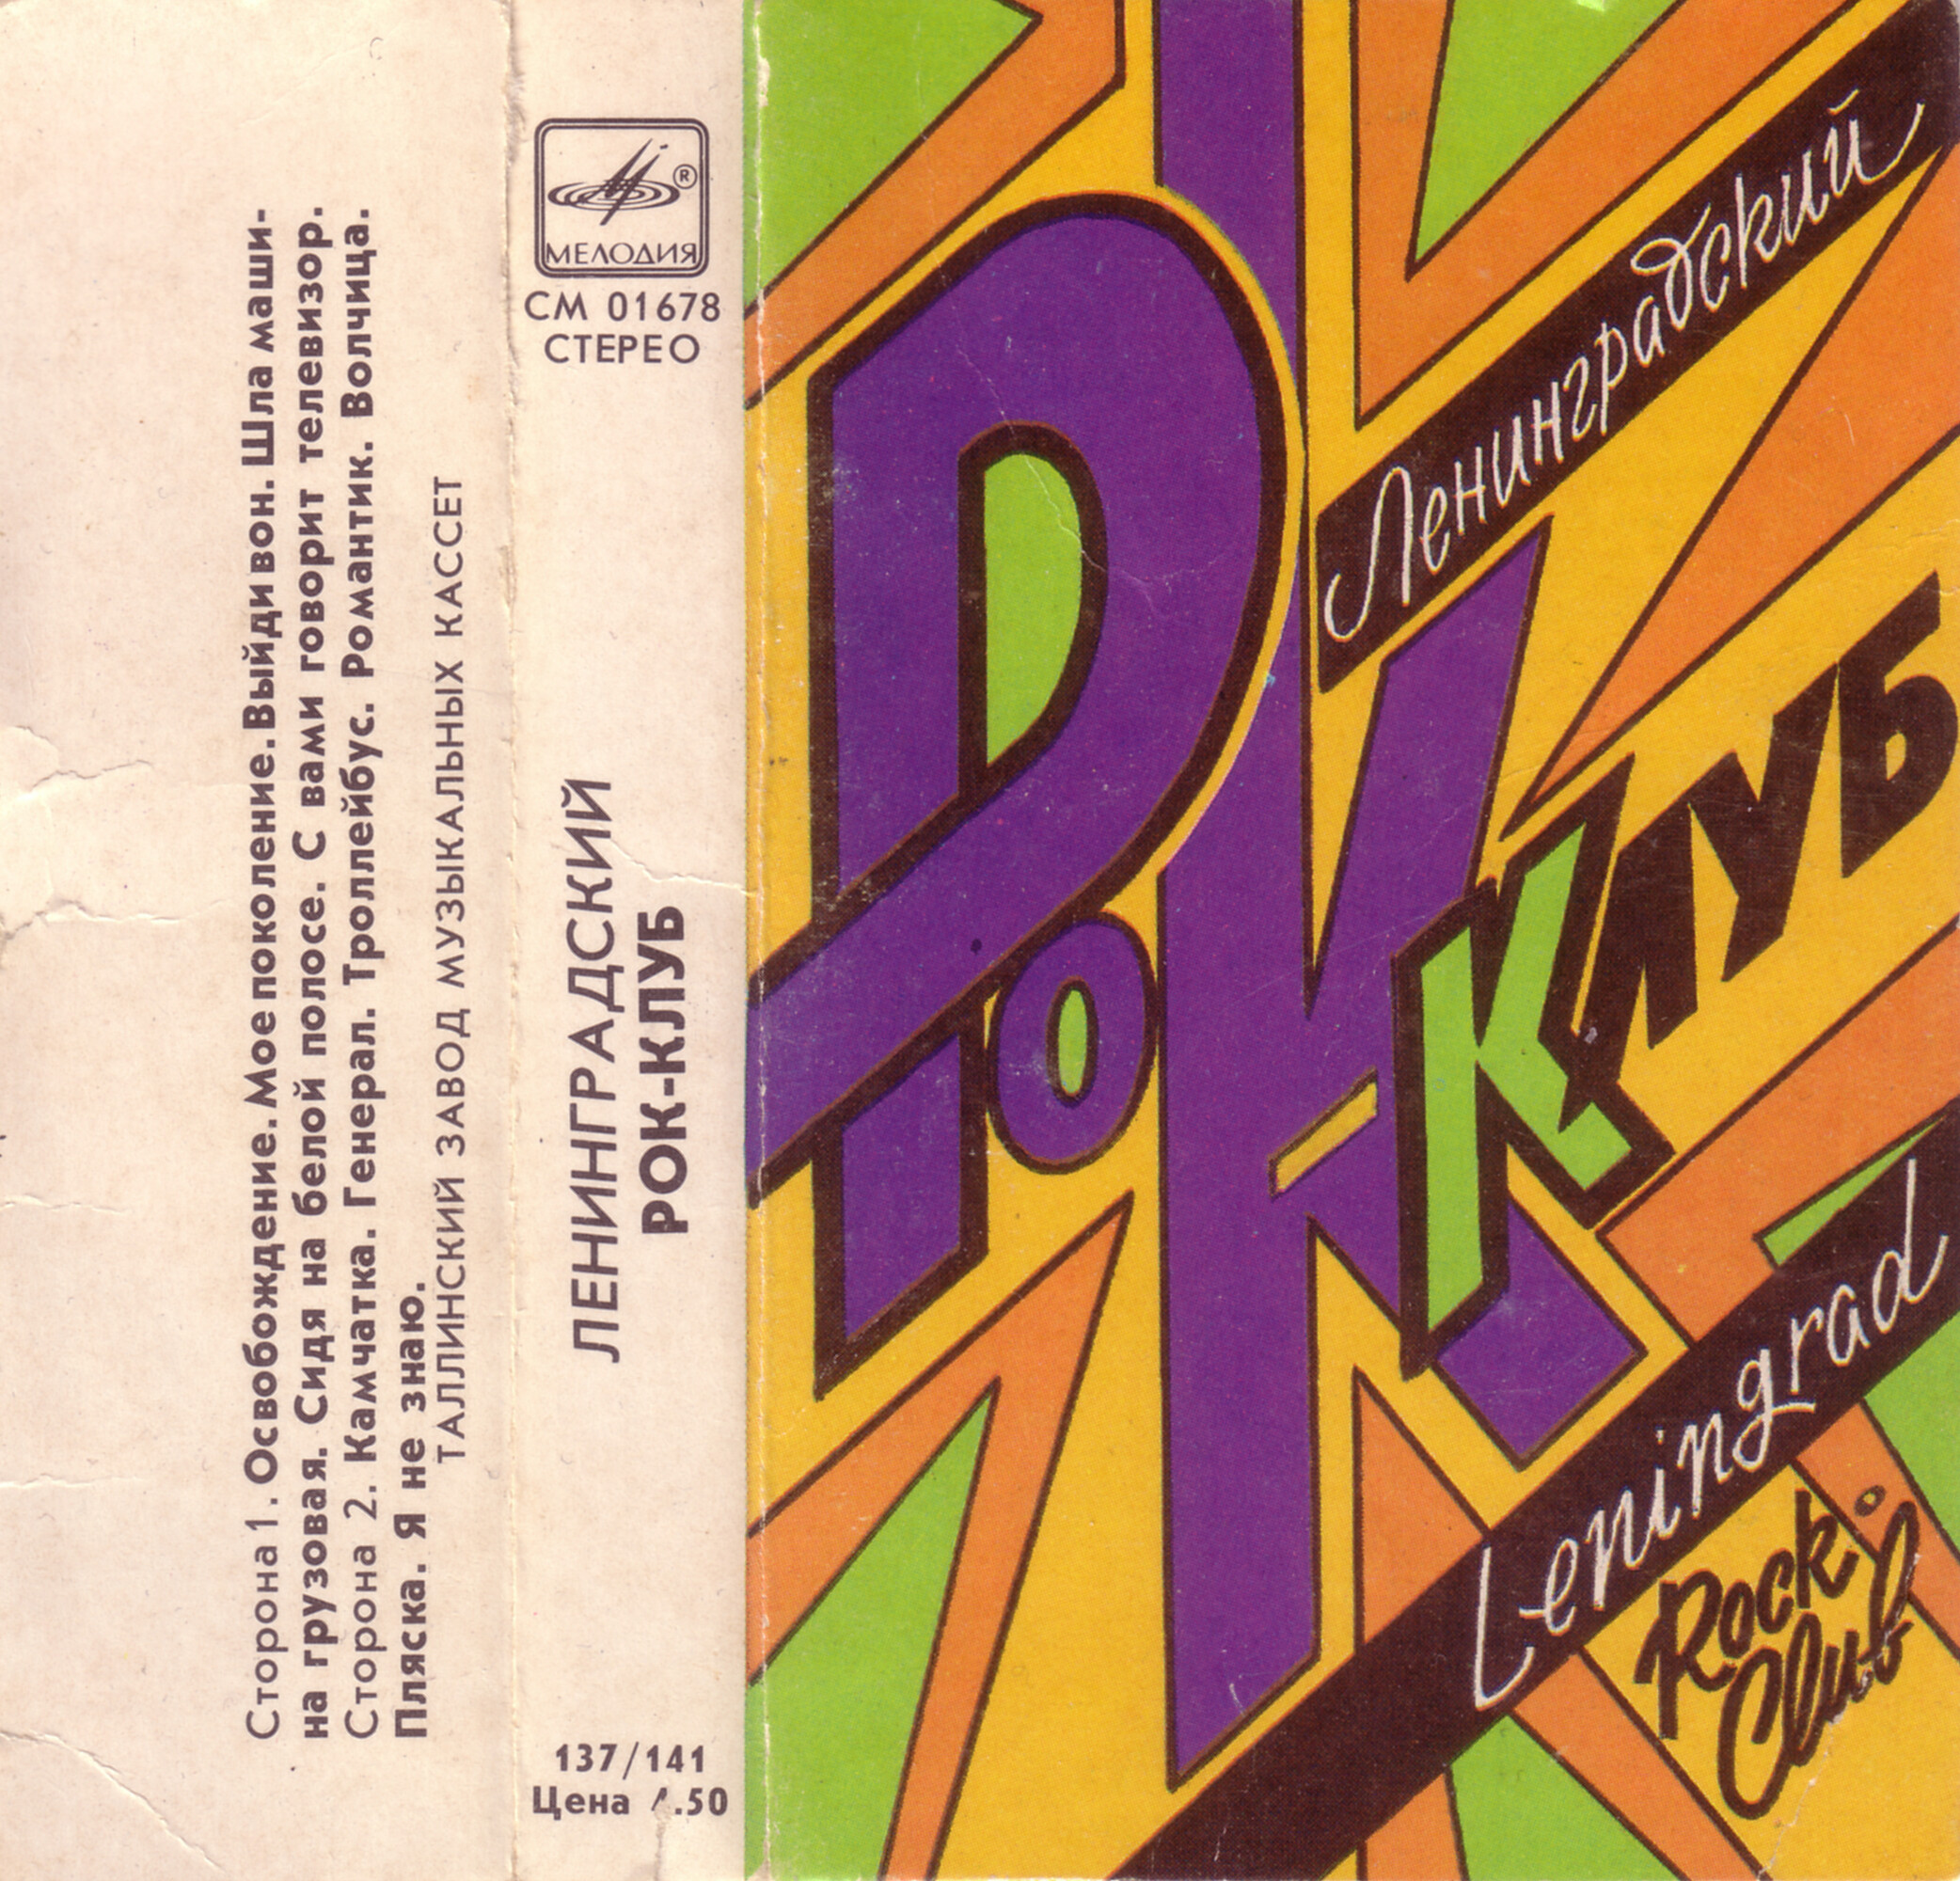 Сторона 1. Освобождение. Мое поколение. Выйди вон. Шла маши-
на грузовая. Сидя на белой полосе. С вами говорит телевизор.
Сторона 2. Камчатка. Генерал. Троллейбус. Романтик. Волчица.
Пляска. Я не знаю.
ТАЛЛИНСКИЙ ЗАВОД МУЗЫКАЛЬНЫХ КАССЕТ
®
МЕЛОДИЯ
СМ 01678
СТЕРЕО
ЛЕНИНГРАДСКИЙ
РОК-КЛУБ
137/141
Цена .50
Ленинградский
Рок-КЛУБ
Leningrad
Rock
Club